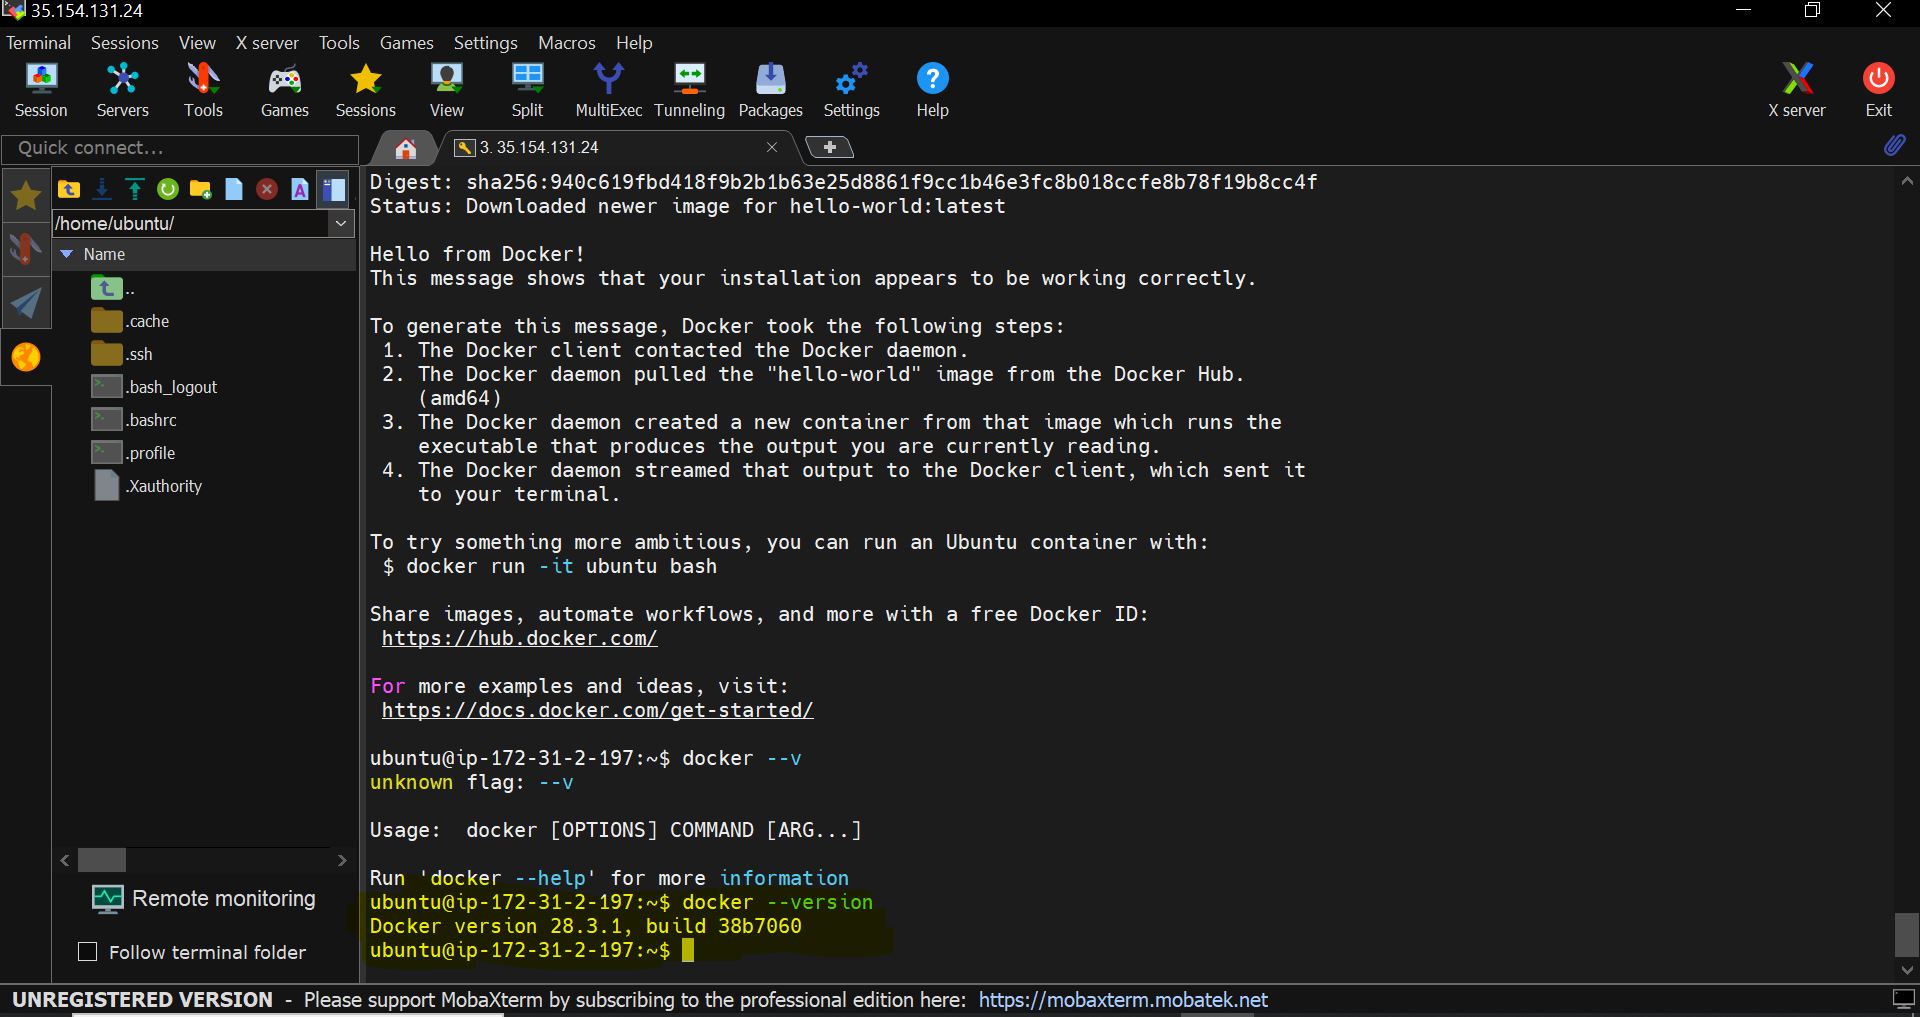 35.154.131.24
Terminal Sessions View X server Tools Games Settings Macros Help
Session Servers Tools Games Sessions View Split MultiExec Tunneling Packages Settings Help X server Exit
Quick connect...
3. 35.154.131.24
/home/ubuntu/
Name
..
.cache
.ssh
.bash_logout
.bashrc
.profile
.Xauthority
Remote monitoring
Follow terminal folder
Digest: sha256:940c619fbd418f9b2b1b63e25d8861f9cc1b46e3fc8b018ccfe8b78f19b8cc4f
Status: Downloaded newer image for hello-world:latest
Hello from Docker!
This message shows that your installation appears to be working correctly.
To generate this message, Docker took the following steps:
1. The Docker client contacted the Docker daemon.
2. The Docker daemon pulled the "hello-world" image from the Docker Hub.
(amd64)
3. The Docker daemon created a new container from that image which runs the
executable that produces the output you are currently reading.
4. The Docker daemon streamed that output to the Docker client, which sent it
to your terminal.
To try something more ambitious, you can run an Ubuntu container with:
$ docker run -it ubuntu bash
Share images, automate workflows, and more with a free Docker ID:
https://hub.docker.com/
For more examples and ideas, visit:
https://docs.docker.com/get-started/
ubuntu@ip-172-31-2-197:~$ docker --v
unknown flag: --v
Usage:  docker [OPTIONS] COMMAND [ARG...]
Run 'docker --help' for more information
ubuntu@ip-172-31-2-197:~$ docker --version
Docker version 28.3.1, build 38b7060
ubuntu@ip-172-31-2-197:~$
UNREGISTERED VERSION - Please support MobaXterm by subscribing to the professional edition here: https://mobaxterm.mobatek.net